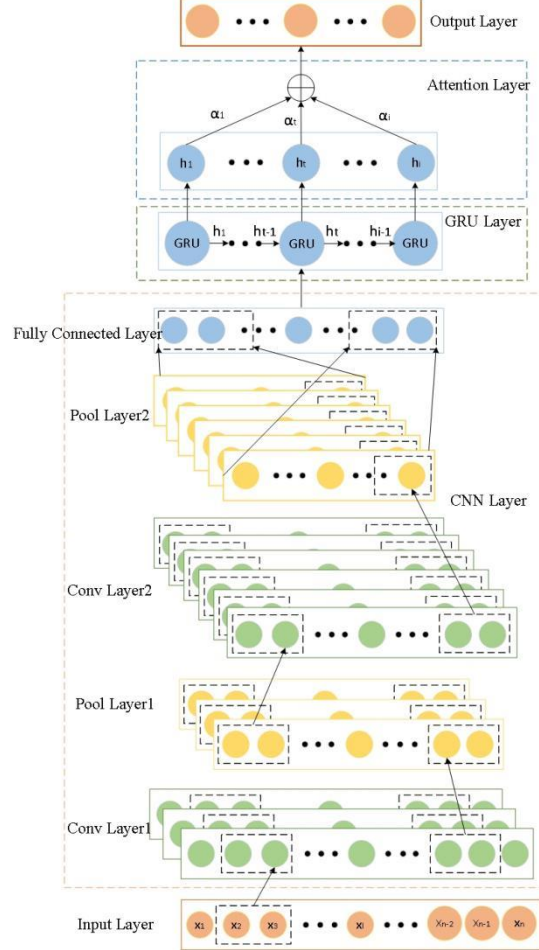 Output Layer
Attention Layer
α1
αt
αi
h1
ht
hi
GRU Layer
h1
ht-1
ht
hi-1
GRU
GRU
GRU
Fully Connected Layer
Pool Layer2
CNN Layer
Conv Layer2
Pool Layer1
Conv Layer1
Input Layer
x1
x2
x3
xi
xn-2
xn-1
xn